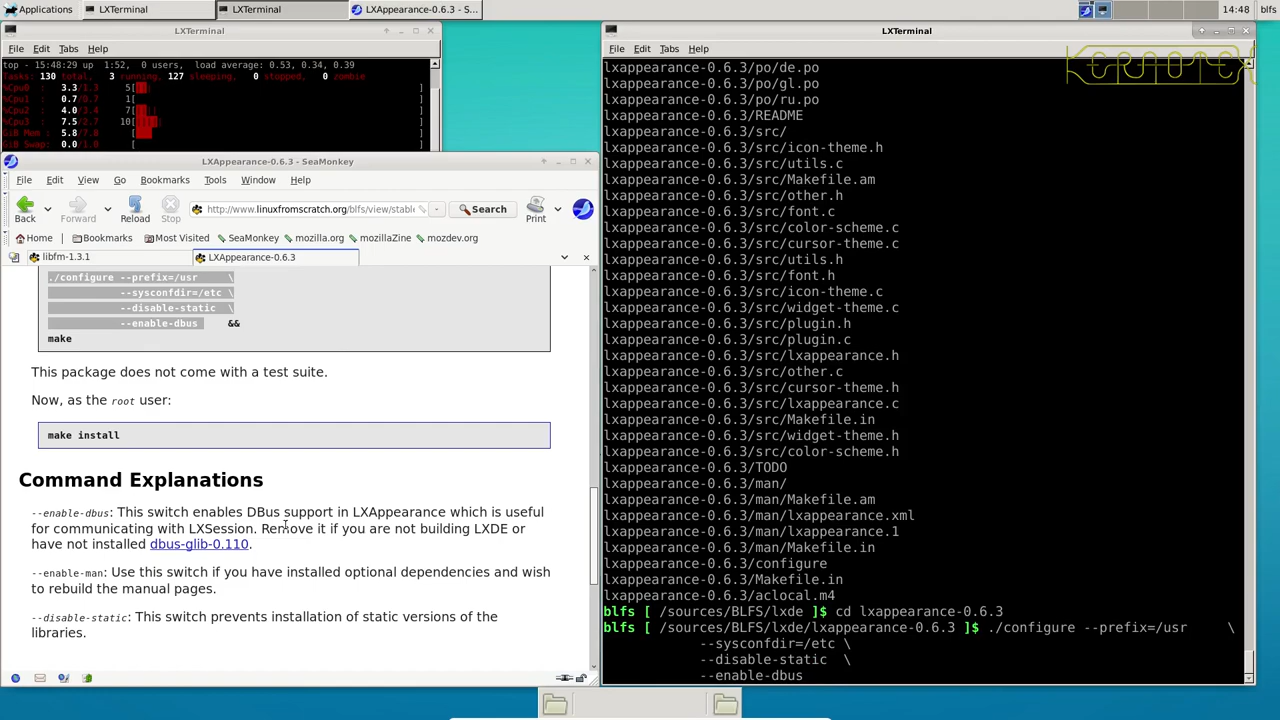 Applications
LXTerminal
LXTerminal
LXAppearance-0.6.3 - S...
14:48
blfs
LXTerminal
File Edit Tabs Help
top - 15:48:29 up 1:52, 0 users, load average: 0.53, 0.34, 0.39
Tasks: 130 total, 3 running, 127 sleeping, 0 stopped, 0 zombie
%Cpu0 : 3.3/1.3 5[
%Cpu1 : 0.7/0.7 1[
%Cpu2 : 4.0/3.4 7[
%Cpu3 : 7.5/2.7 10[
GiB Mem : 5.8/7.8 [
GiB Swap: 0.0/1.0 [
LXAppearance-0.6.3 - SeaMonkey
File Edit View Go Bookmarks Tools Window Help
Back Forward Reload Stop
http://www.linuxfromscratch.org/blfs/view/stabl
Search
Print
Home Bookmarks Most Visited SeaMonkey mozilla.org mozillaZine mozdev.org
libfm-1.3.1
LXAppearance-0.6.3
./configure --prefix=/usr \
--sysconfdir=/etc \
--disable-static \
--enable-dbus &&
make
This package does not come with a test suite.
Now, as the root user:
make install
Command Explanations
--enable-dbus: This switch enables DBus support in LXAppearance which is useful
for communicating with LXSession. Remove it if you are not building LXDE or
have not installed dbus-glib-0.110.
--enable-man: Use this switch if you have installed optional dependencies and wish
to rebuild the manual pages.
--disable-static: This switch prevents installation of static versions of the
libraries.
LXTerminal
File Edit Tabs Help
lxappearance-0.6.3/po/de.po
lxappearance-0.6.3/po/gl.po
lxappearance-0.6.3/po/ru.po
lxappearance-0.6.3/README
lxappearance-0.6.3/src/
lxappearance-0.6.3/src/icon-theme.h
lxappearance-0.6.3/src/utils.c
lxappearance-0.6.3/src/Makefile.am
lxappearance-0.6.3/src/other.h
lxappearance-0.6.3/src/font.c
lxappearance-0.6.3/src/color-scheme.c
lxappearance-0.6.3/src/cursor-theme.c
lxappearance-0.6.3/src/utils.h
lxappearance-0.6.3/src/font.h
lxappearance-0.6.3/src/icon-theme.c
lxappearance-0.6.3/src/widget-theme.c
lxappearance-0.6.3/src/plugin.h
lxappearance-0.6.3/src/plugin.c
lxappearance-0.6.3/src/lxappearance.h
lxappearance-0.6.3/src/other.c
lxappearance-0.6.3/src/cursor-theme.h
lxappearance-0.6.3/src/lxappearance.c
lxappearance-0.6.3/src/Makefile.in
lxappearance-0.6.3/src/widget-theme.h
lxappearance-0.6.3/src/color-scheme.h
lxappearance-0.6.3/TODO
lxappearance-0.6.3/man/
lxappearance-0.6.3/man/Makefile.am
lxappearance-0.6.3/man/lxappearance.xml
lxappearance-0.6.3/man/lxappearance.1
lxappearance-0.6.3/man/Makefile.in
lxappearance-0.6.3/configure
lxappearance-0.6.3/Makefile.in
lxappearance-0.6.3/aclocal.m4
blfs [ /sources/BLFS/lxde ]$ cd lxappearance-0.6.3
blfs [ /sources/BLFS/lxde/lxappearance-0.6.3 ]$ ./configure --prefix=/usr \
--sysconfdir=/etc \
--disable-static \
--enable-dbus